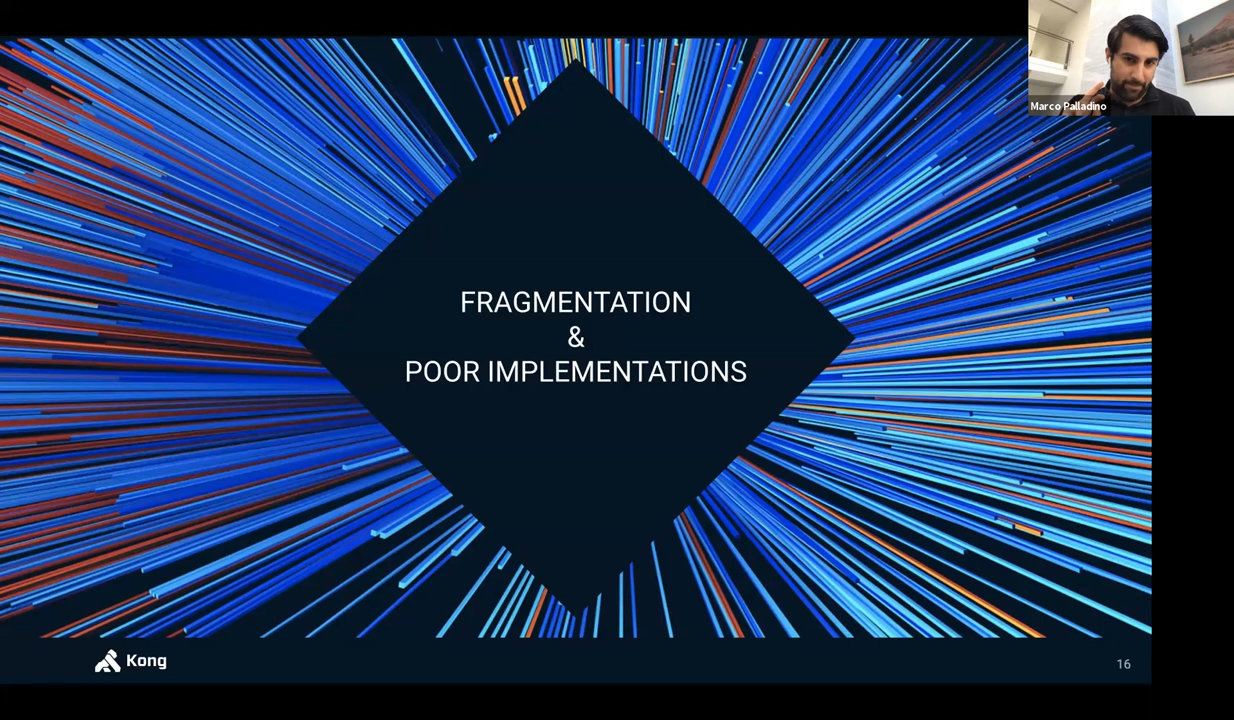 Marco Palladino
FRAGMENTATION
&
POOR IMPLEMENTATIONS
Kong
16